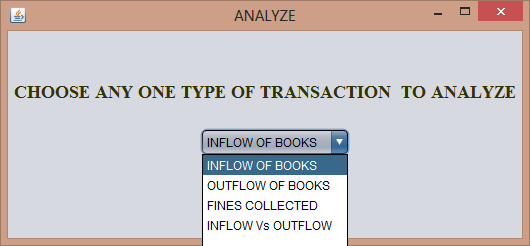 ANALYZE
CHOOSE ANY ONE TYPE OF TRANSACTION TO ANALYZE
INFLOW OF BOOKS
INFLOW OF BOOKS
OUTFLOW OF BOOKS
FINES COLLECTED
INFLOW Vs OUTFLOW